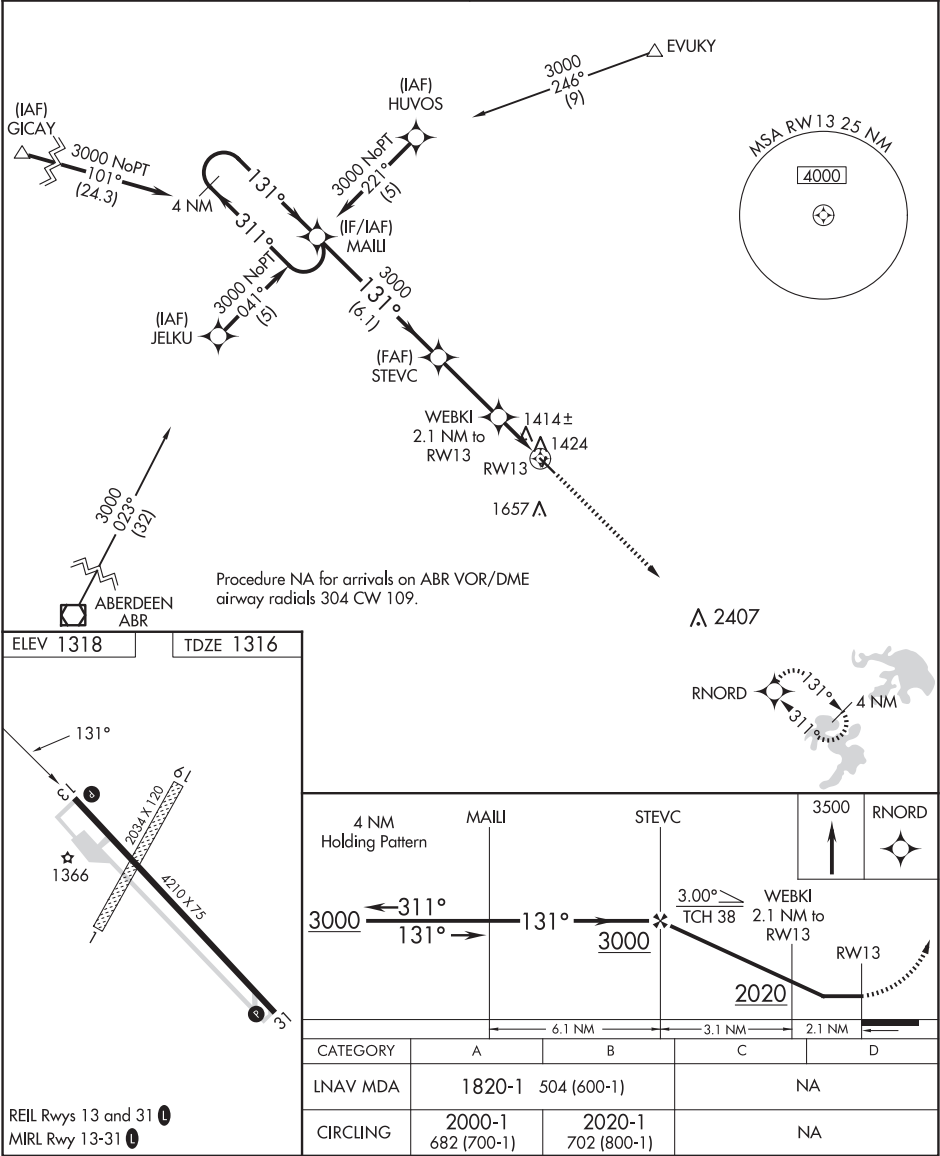 EVUKY
3000
246°
(9)
(IAF)
HUVOS
(IAF)
GICAY
3000 NoPT
101°
(24.3)
3000 NoPT
221°
(5)
MSA RW13 25 NM
4000
4 NM
131°
311°
(IF/IAF)
MAILI
3000 NoPT
041°
(5)
(IAF)
JELKU
3000
131°
(6.1)
(FAF)
STEVC
WEBKI
2.1 NM to
RW13
1414±
1424
RW13
1657
3000
023°
(32)
ABERDEEN
ABR
Procedure NA for arrivals on ABR VOR/DME
airway radials 304 CW 109.
2407
RNORD
131°
311°
4 NM
ELEV 1318
TDZE 1316
131°
13
P
19
2034 X 120
1366
4210 X 75
1
P
31
REIL Rwys 13 and 31 L
MIRL Rwy 13-31 L
4 NM
Holding Pattern
MAILI
STEVC
3500
RNORD
3000
311°
131°
131°
3000
3.00°
TCH 38
WEBKI
2.1 NM to
RW13
RW13
2020
6.1 NM
3.1 NM
2.1 NM
CATEGORY A B C D
LNAV MDA 1820-1 504 (600-1) NA
CIRCLING 2000-1 682 (700-1) 2020-1 702 (800-1) NA